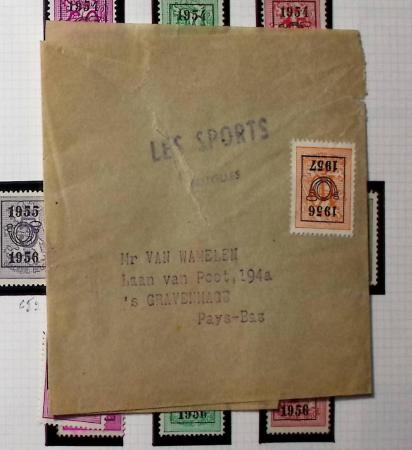 1954
1954
1954
LES SPORTS
1957
1956
1955
1956
Mr VAN WAMELEN
Laan van Poot, 194a
's GRAVENHAGE
Pays-Bas
1956
1956